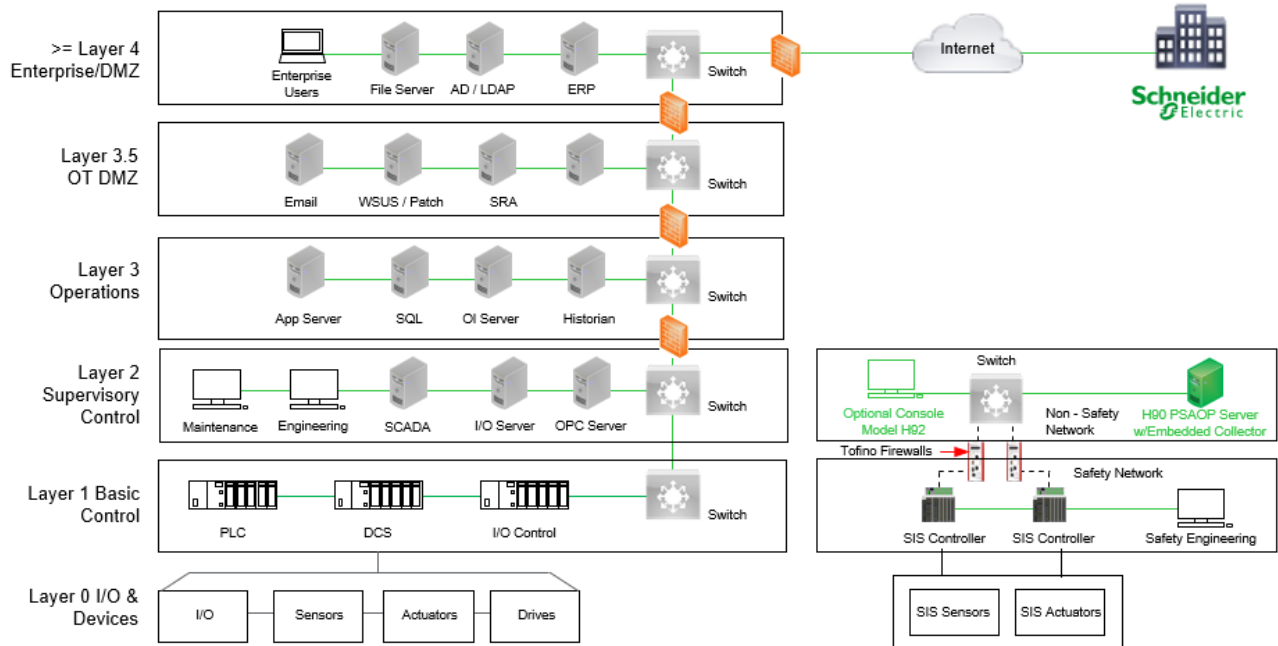 >= Layer 4
Enterprise/DMZ
Enterprise
Users
File Server
AD / LDAP
ERP
Switch
Internet
Schneider
Electric
Layer 3.5
OT DMZ
Email
WSUS / Patch
SRA
Switch
Layer 3
Operations
App Server
SQL
OI Server
Historian
Switch
Layer 2
Supervisory
Control
Maintenance
Engineering
SCADA
I/O Server
OPC Server
Switch
Switch
Optional Console
Model H92
Non - Safety
Network
H90 PSAOP Server
w/Embedded Collector
Tofino Firewalls
Layer 1 Basic
Control
PLC
DCS
I/O Control
Switch
Safety Network
SIS Controller
SIS Controller
Safety Engineering
Layer 0 I/O &
Devices
I/O
Sensors
Actuators
Drives
SIS Sensors
SIS Actuators